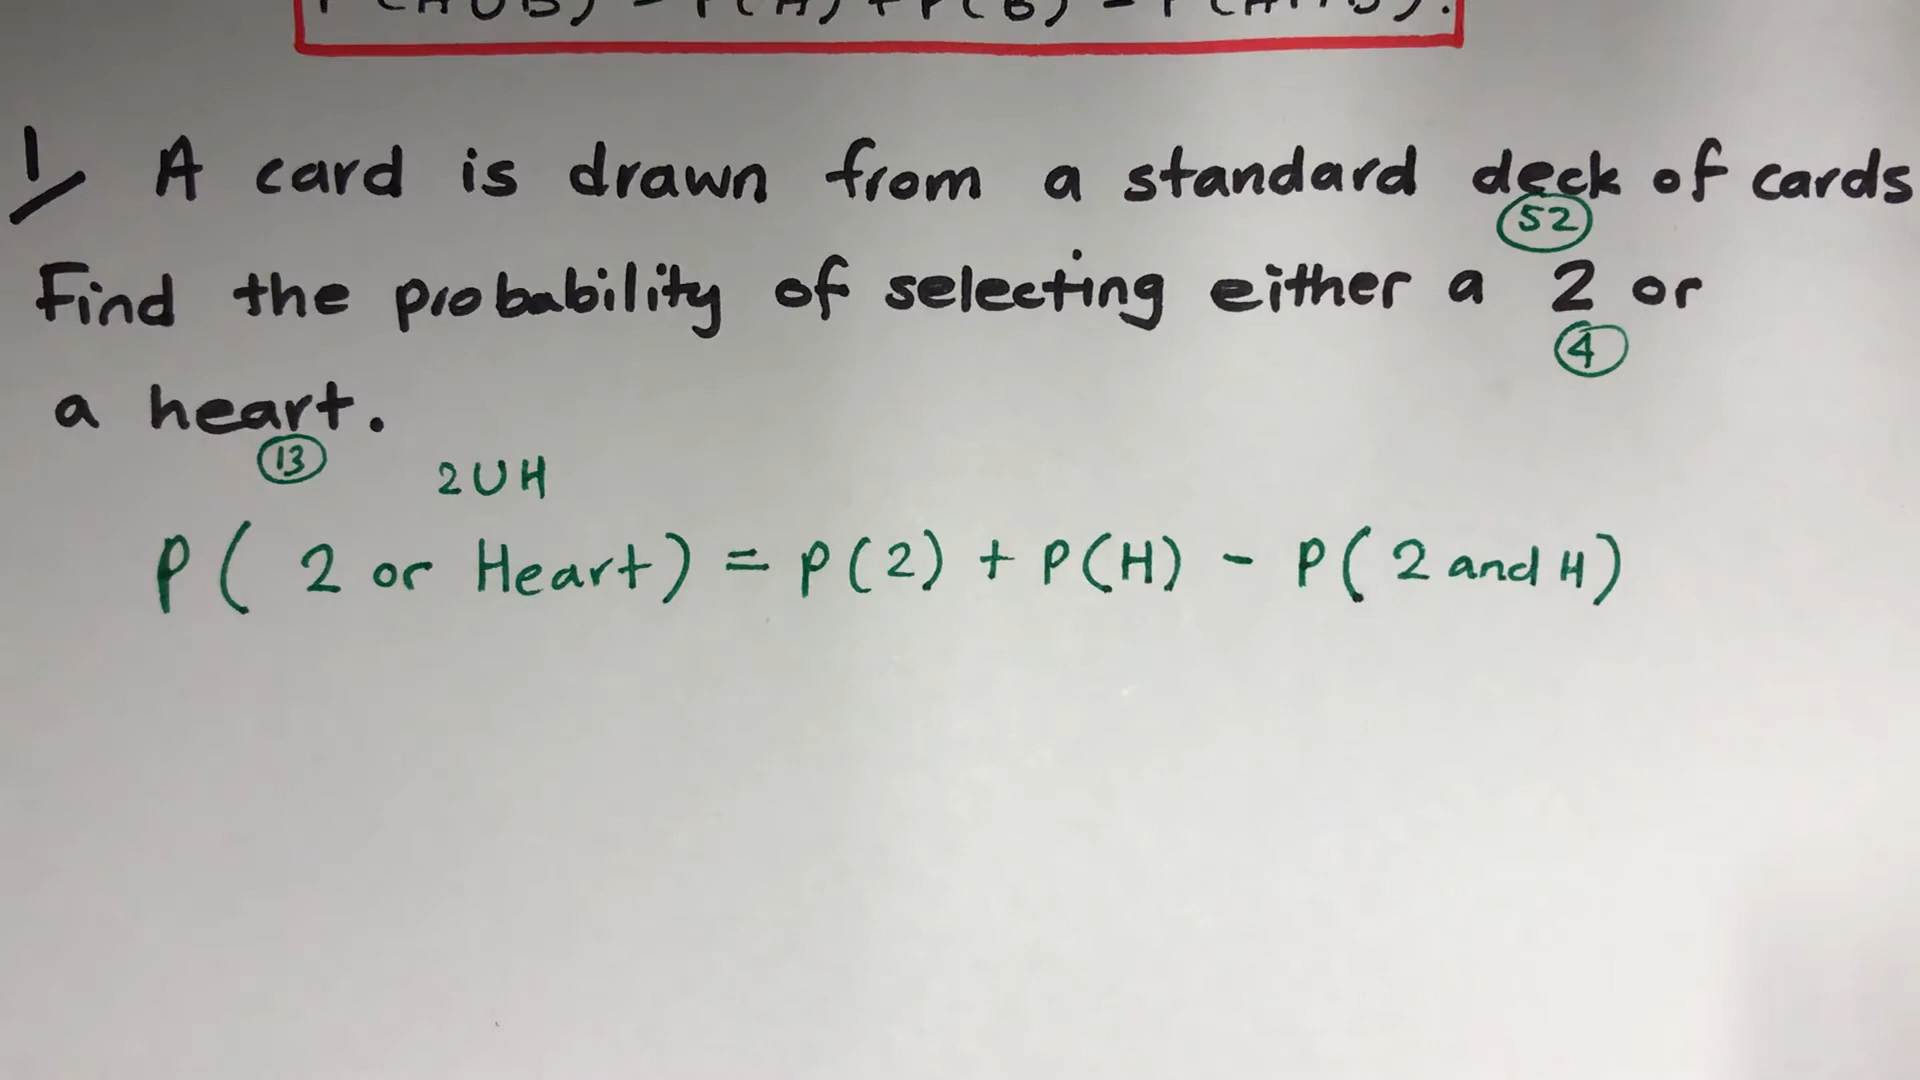 P(A∪B) = P(A) + P(B) - P(A∩B).
1/ A card is drawn from a standard deck of cards
52
Find the probability of selecting either a 2 or
4
a heart.
13
2∪H
P( 2 or Heart) = P(2) + P(H) - P( 2 and H)